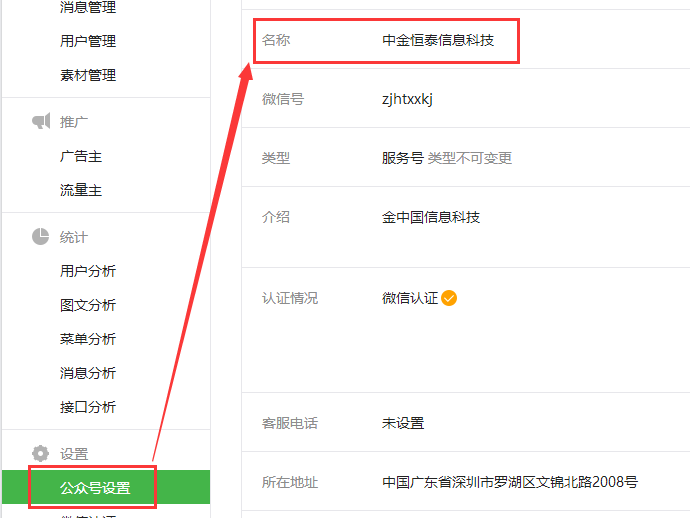 消息管理
用户管理
素材管理
推广
广告主
流量主
统计
用户分析
图文分析
菜单分析
消息分析
接口分析
设置
公众号设置
微信认证
名称 中金恒泰信息科技
微信号 zjhtxxkj
类型 服务号 类型不可变更
介绍 金中国信息科技
认证情况 微信认证
客服电话 未设置
所在地址 中国广东省深圳市罗湖区文锦北路2008号